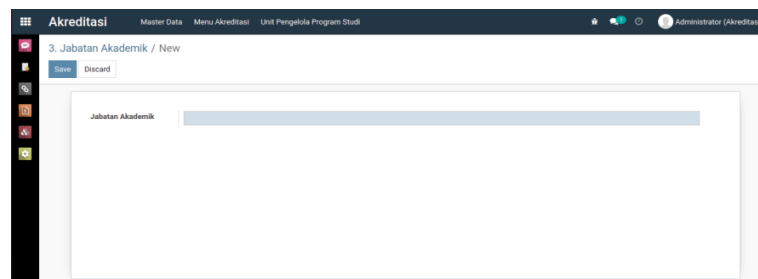 Akreditasi Master Data Menu Akreditasi Unit Pengelola Program Studi 1 Administrator (Akreditas
3. Jabatan Akademik / New
Save Discard
Jabatan Akademik